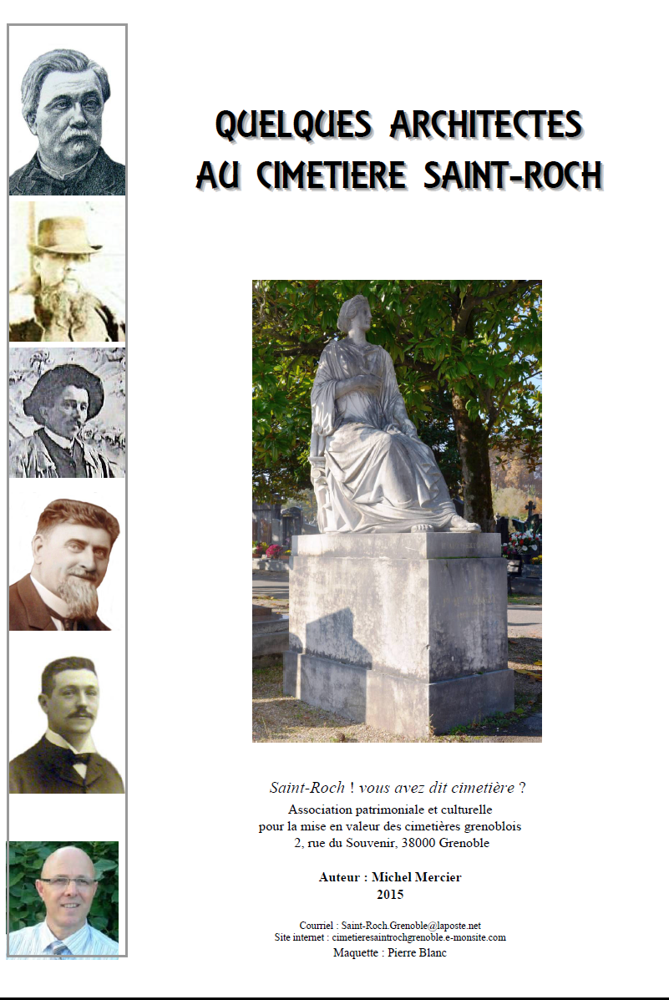 QUELQUES ARCHITECTES
AU CIMETIERE SAINT-ROCH
Saint-Roch ! vous avez dit cimetière ?
Association patrimoniale et culturelle
pour la mise en valeur des cimetières grenoblois
2, rue du Souvenir, 38000 Grenoble
Auteur : Michel Mercier
2015
Courriel : Saint-Roch.Grenoble@laposte.net
Site internet : cimetieresaintrochgrenoble.e-monsite.com
Maquette : Pierre Blanc